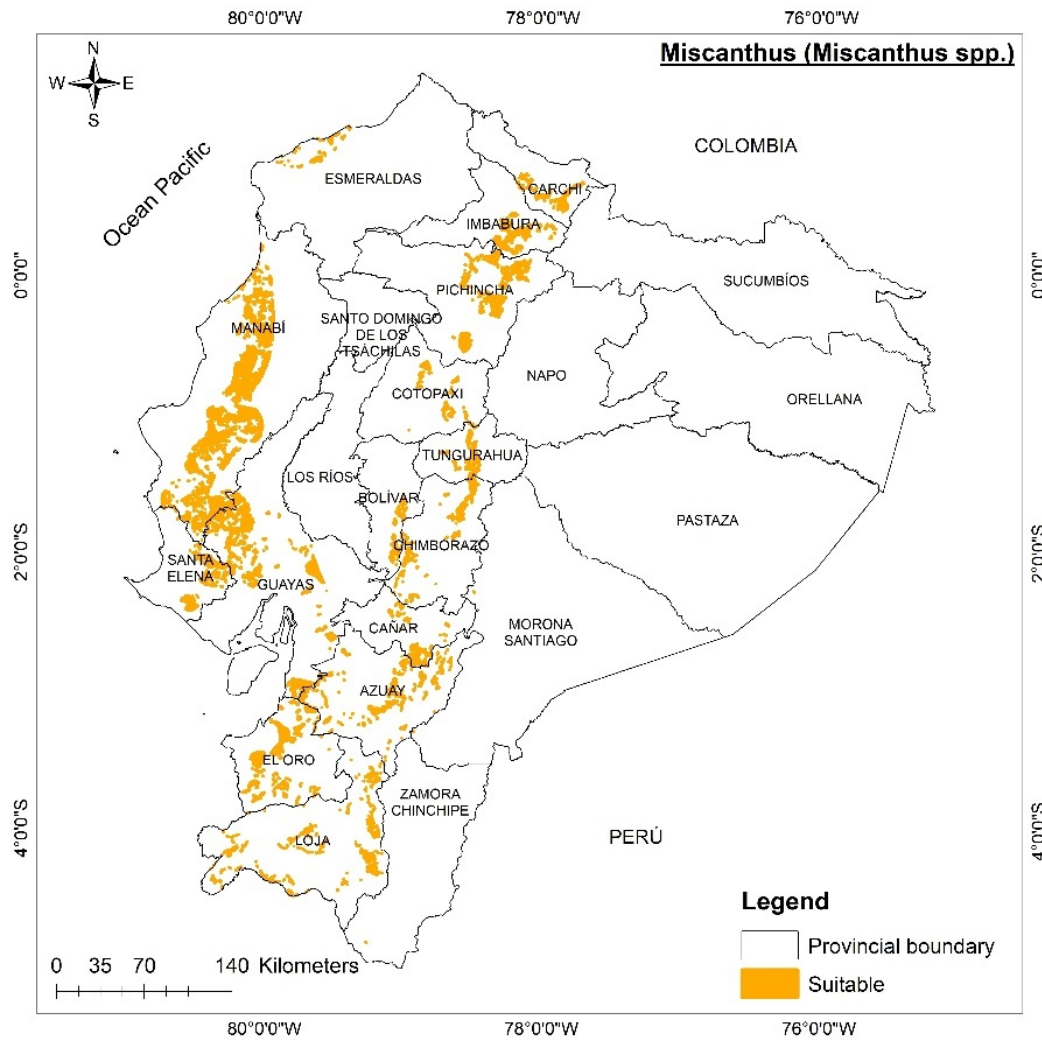 80°0'0"W 78°0'0"W 76°0'0"W
Miscanthus (Miscanthus spp.)
N
W E
S
COLOMBIA
Ocean Pacific
ESMERALDAS
CARCHI
IMBABURA
0°0'0"
0°0'0"
SUCUMBÍOS
PICHINCHA
MANABÍ
SANTO DOMINGO
DE LOS
TSÁCHILAS
NAPO
COTOPAXI
ORELLANA
TUNGURAHUA
LOS RÍOS
BOLÍVAR
PASTAZA
CHIMBORAZO
2°0'0"S
2°0'0"S
SANTA
ELENA
GUAYAS
CAÑAR
MORONA
SANTIAGO
AZUAY
EL ORO
ZAMORA
CHINCHIPE
4°0'0"S
4°0'0"S
LOJA
PERÚ
Legend
Provincial boundary
Suitable
0 35 70 140 Kilometers
80°0'0"W 78°0'0"W 76°0'0"W